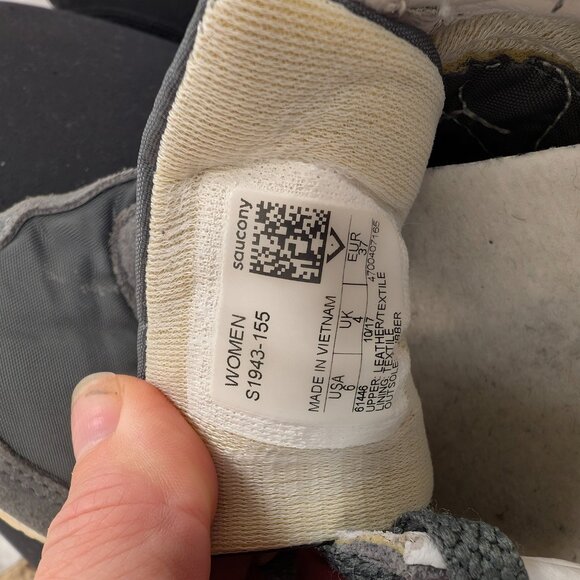 saucony
WOMEN
S1943-155
MADE IN VIETNAM
USA UK EUR
6 4 37
61446 10/17 4700407165
UPPER: LEATHER/TEXTILE
LINING: TEXTILE
OUTSOLE: RUBBER